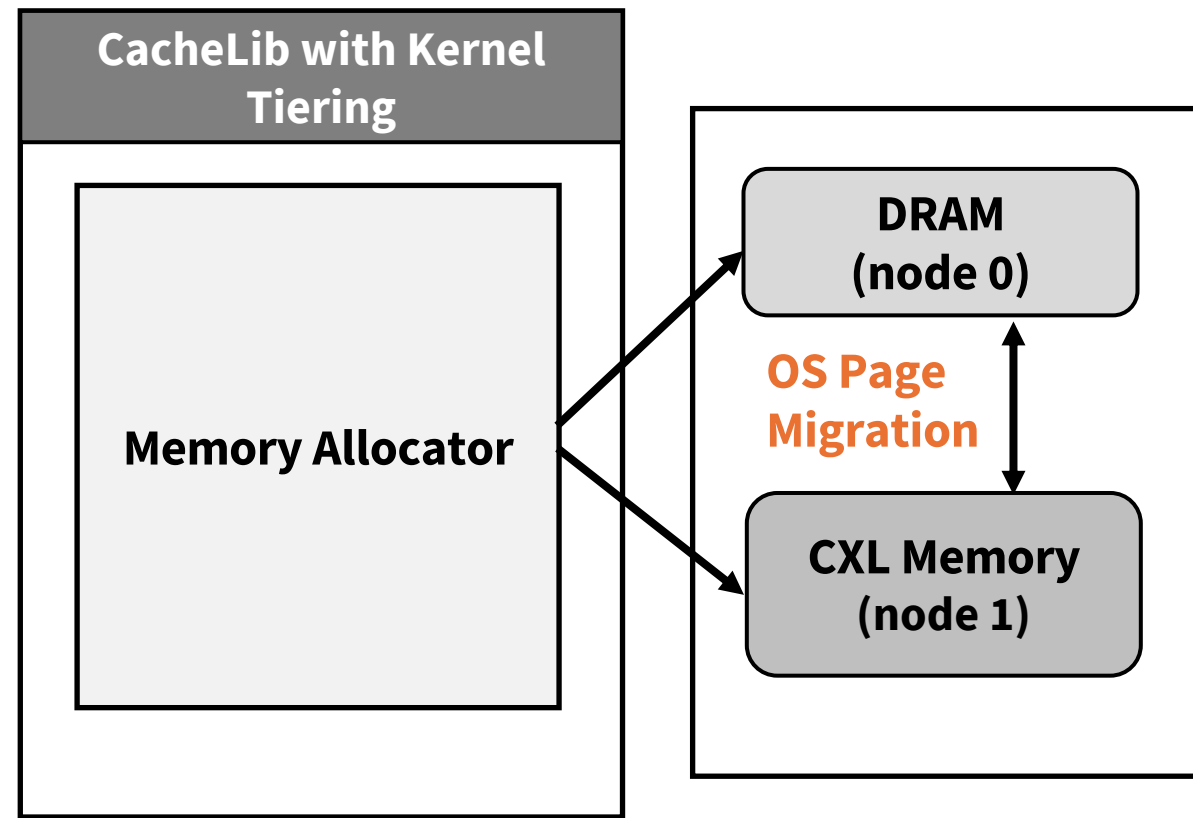 CacheLib with Kernel
Tiering
Memory Allocator
DRAM
(node 0)
OS Page
Migration
CXL Memory
(node 1)